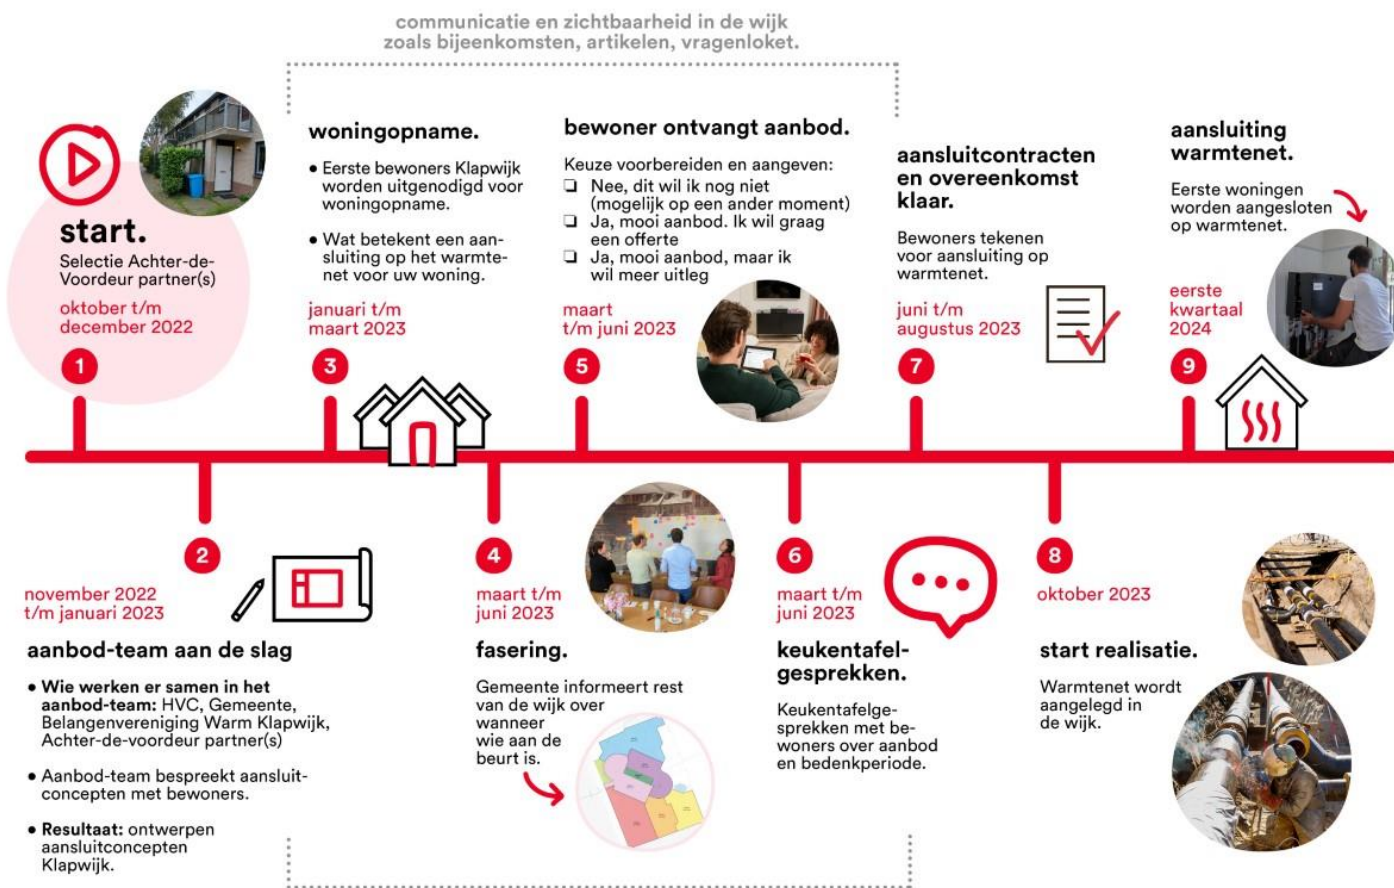 communicatie en zichtbaarheid in de wijk
zoals bijeenkomsten, artikelen, vragenloket.
start.
Selectie Achter-de-
Voordeur partner(s)
oktober t/m
december 2022
1
2
november 2022
t/m januari 2023
aanbod-team aan de slag
• Wie werken er samen in het
aanbod-team: HVC, Gemeente,
Belangenvereniging Warm Klapwijk,
Achter-de-voordeur partner(s)
• Aanbod-team bespreekt aansluit-
concepten met bewoners.
• Resultaat: ontwerpen
aansluitconcepten
Klapwijk.
woningopname.
• Eerste bewoners Klapwijk
worden uitgenodigd voor
woningopname.
• Wat betekent een aan-
sluiting op het warmte-
net voor uw woning.
januari t/m
maart 2023
3
4
maart t/m
juni 2023
fasering.
Gemeente informeert rest
van de wijk over
wanneer
wie aan de
beurt is.
bewoner ontvangt aanbod.
Keuze voorbereiden en aangeven:
❏ Nee, dit wil ik nog niet
(mogelijk op een ander moment)
❏ Ja, mooi aanbod. Ik wil graag
een offerte
❏ Ja, mooi aanbod, maar ik
wil meer uitleg
maart
t/m juni 2023
5
6
maart t/m
juni 2023
keukentafel-
gesprekken.
Keukentafelge-
sprekken met be-
woners over aanbod
en bedenkperiode.
aansluitcontracten
en overeenkomst
klaar.
Bewoners tekenen
voor aansluiting op
warmtenet.
juni t/m
augustus 2023
7
8
oktober 2023
start realisatie.
Warmtenet wordt
aangelegd in
de wijk.
aansluiting
warmtenet.
Eerste woningen
worden aangesloten
op warmtenet.
eerste
kwartaal
2024
9